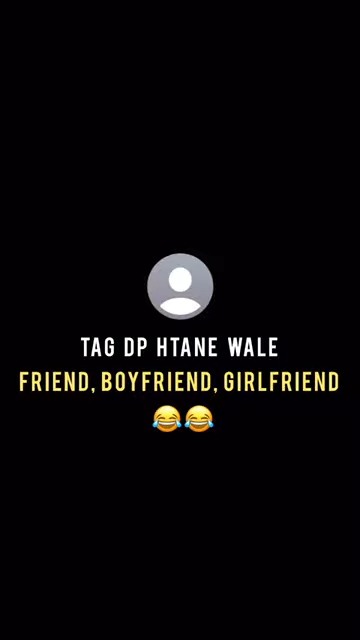 TAG DP HTANE WALE
FRIEND, BOYFRIEND, GIRLFRIEND
😂😂